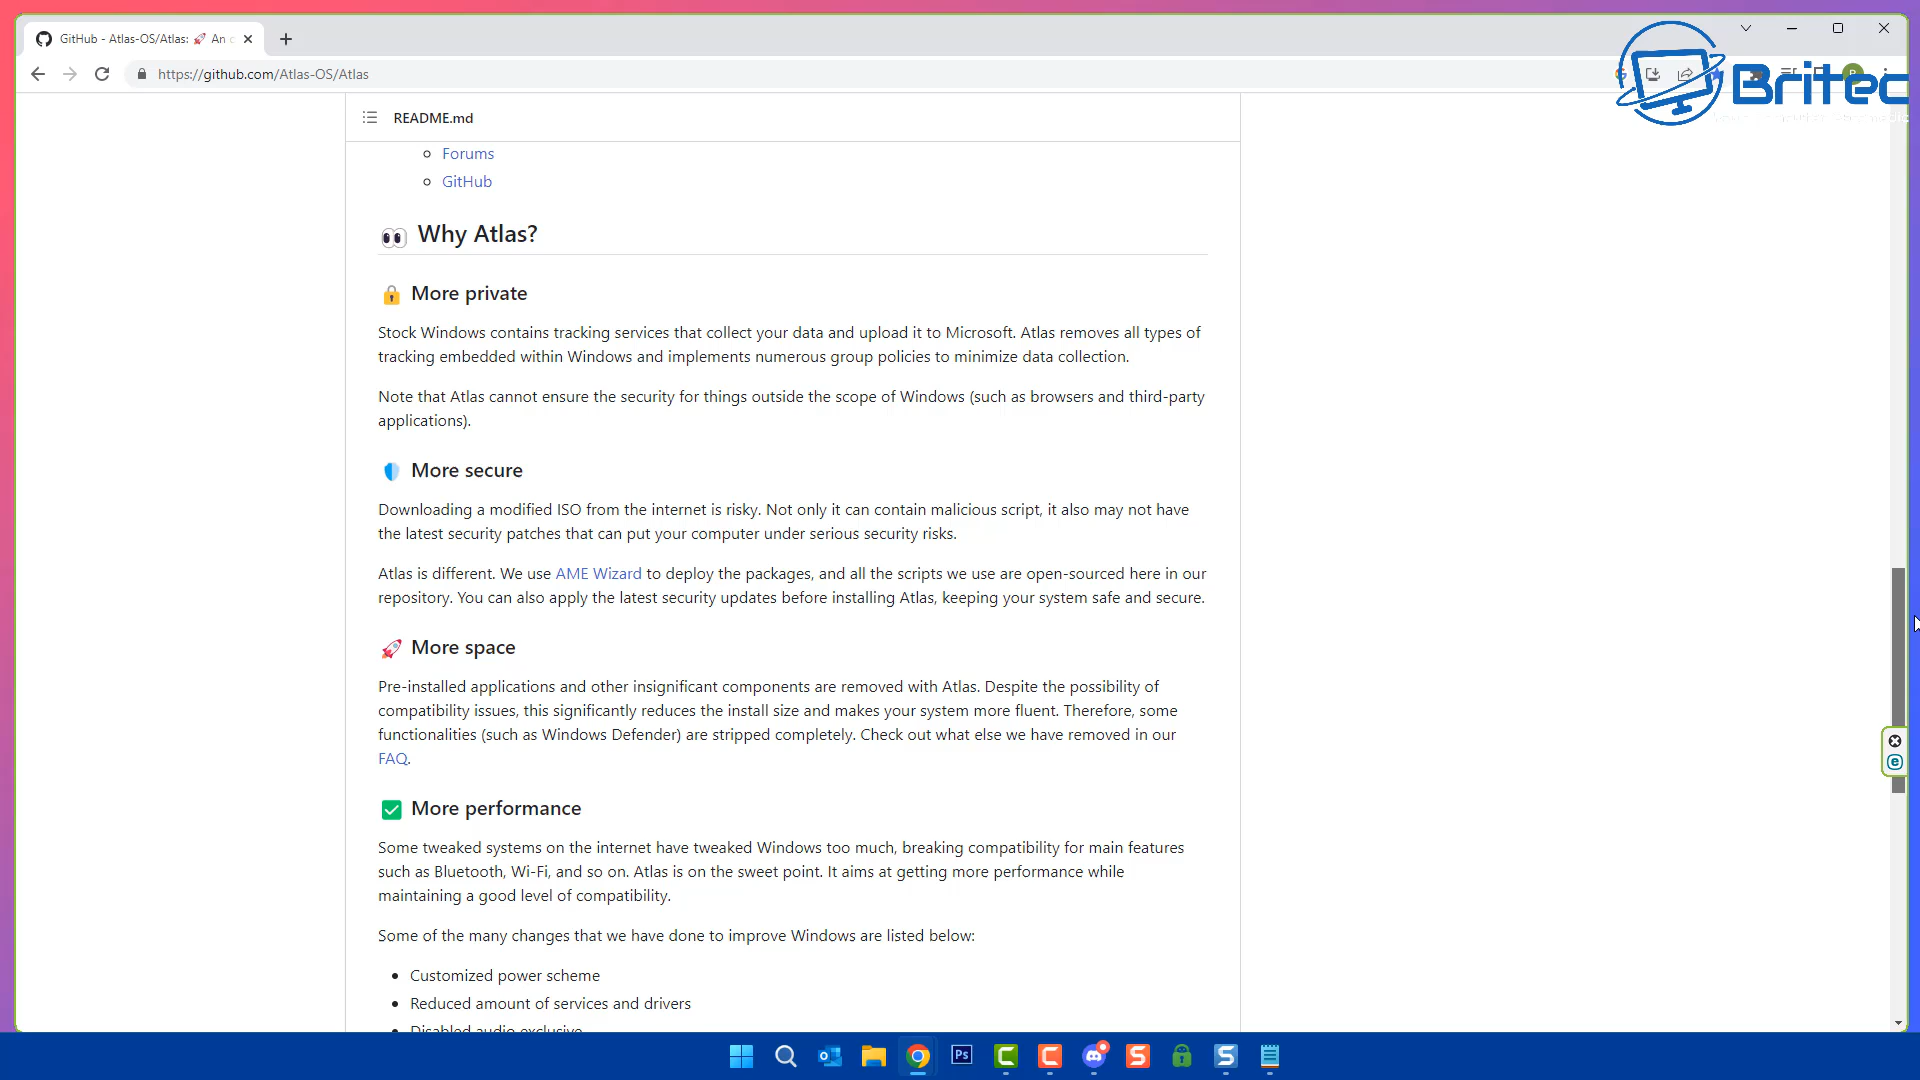 GitHub - Atlas-OS/Atlas: 🚀 An
https://github.com/Atlas-OS/Atlas
Britec
README.md
Forums
GitHub
Why Atlas?
More private
Stock Windows contains tracking services that collect your data and upload it to Microsoft. Atlas removes all types of
tracking embedded within Windows and implements numerous group policies to minimize data collection.
Note that Atlas cannot ensure the security for things outside the scope of Windows (such as browsers and third-party
applications).
More secure
Downloading a modified ISO from the internet is risky. Not only it can contain malicious script, it also may not have
the latest security patches that can put your computer under serious security risks.
Atlas is different. We use AME Wizard to deploy the packages, and all the scripts we use are open-sourced here in our
repository. You can also apply the latest security updates before installing Atlas, keeping your system safe and secure.
More space
Pre-installed applications and other insignificant components are removed with Atlas. Despite the possibility of
compatibility issues, this significantly reduces the install size and makes your system more fluent. Therefore, some
functionalities (such as Windows Defender) are stripped completely. Check out what else we have removed in our
FAQ.
More performance
Some tweaked systems on the internet have tweaked Windows too much, breaking compatibility for main features
such as Bluetooth, Wi-Fi, and so on. Atlas is on the sweet point. It aims at getting more performance while
maintaining a good level of compatibility.
Some of the many changes that we have done to improve Windows are listed below:
Customized power scheme
Reduced amount of services and drivers
Disabled audio exclusive
Ps